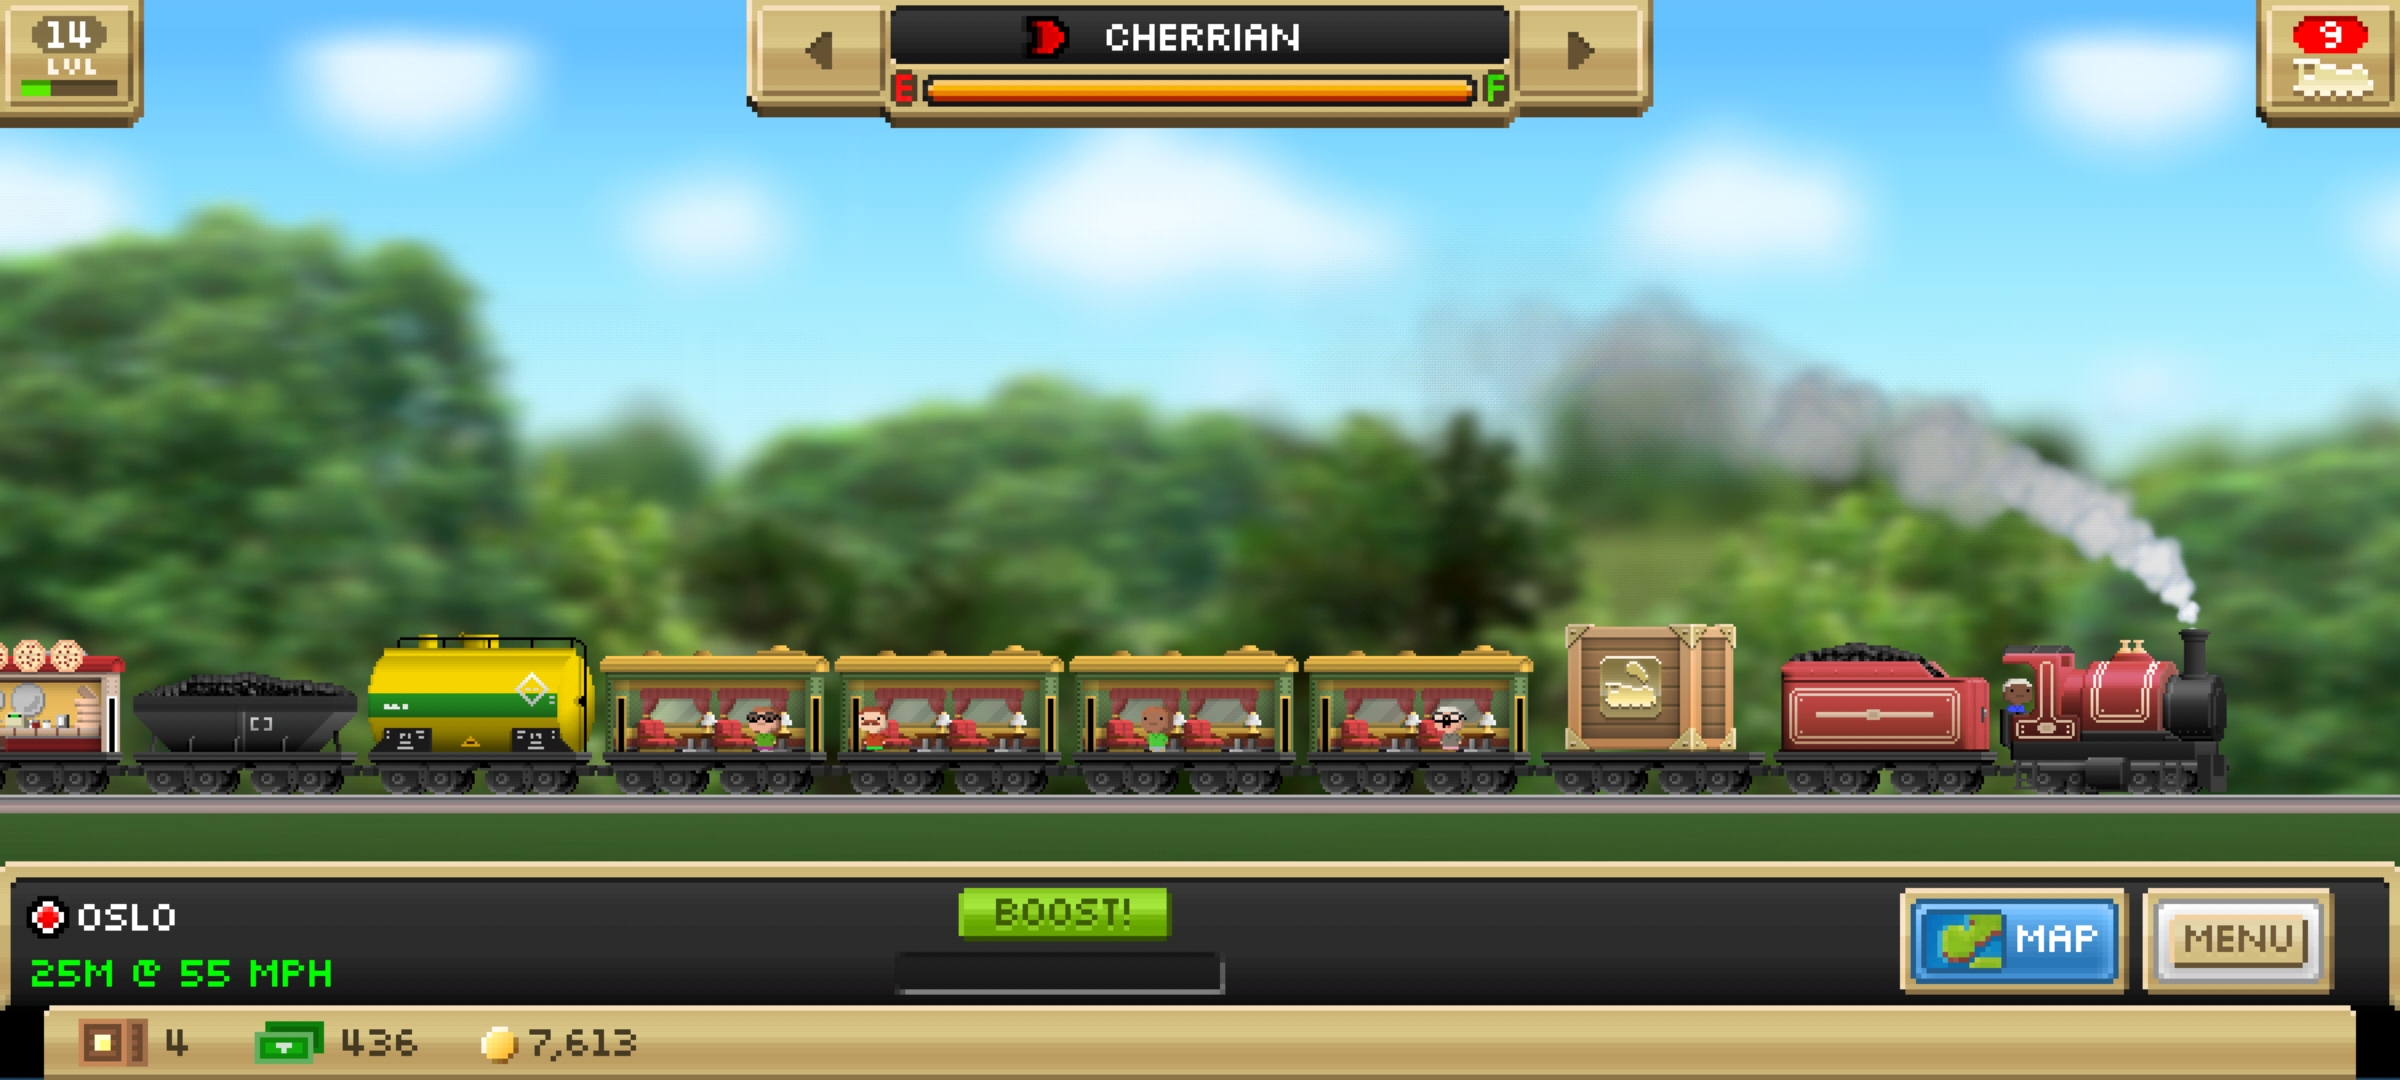 14
LVL
CHERRIAN
E F
9
OSLO
25M @ 55 MPH
BOOST!
MAP
MENU
4
436
7,613